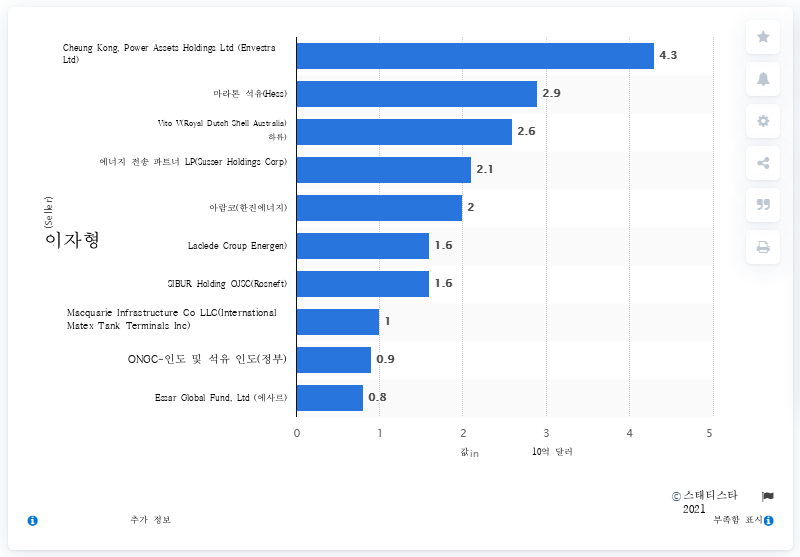 Cheung Kong, Power Assets Holdings Ltd (Envestra
Ltd)
4.3
마라톤 석유(Hess)
2.9
Vito V(Royal Dutch Shell Australia)
하류)
2.6
에너지 전송 파트너 LP(Susser Holdings Corp)
2.1
아람코(한진에너지)
2
Laclede Group Energen)
1.6
SIBUR Holding OJSC(Rosneft)
1.6
Macquarie Infrastructure Co LLC(International
Matex Tank Terminals Inc)
1
ONGC-인도 및 석유 인도(정부)
0.9
Essar Global Fund, Ltd (에사르)
0.8
(Seller)
이자형
0 1 2 3 4 5
값in 10억 달러
© 스태티스타
2021
추가 정보
부족함 표시